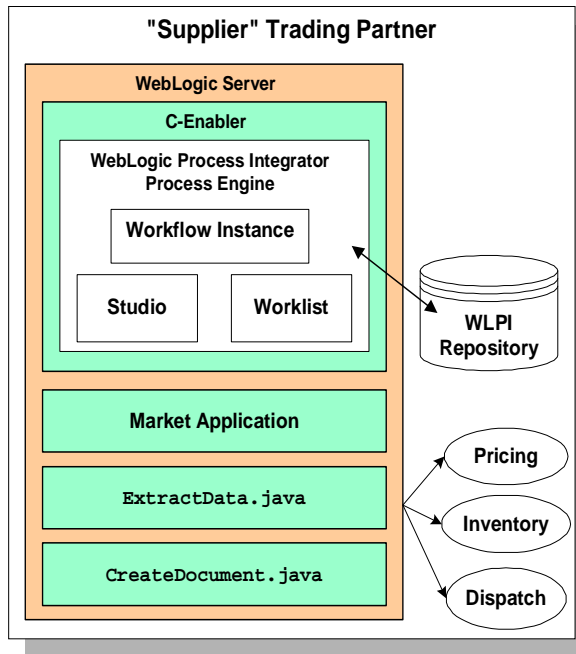 "Supplier" Trading Partner
WebLogic Server
C-Enabler
WebLogic Process Integrator
Process Engine
Workflow Instance
Studio
Worklist
WLPI
Repository
Market Application
ExtractData.java
CreateDocument.java
Pricing
Inventory
Dispatch